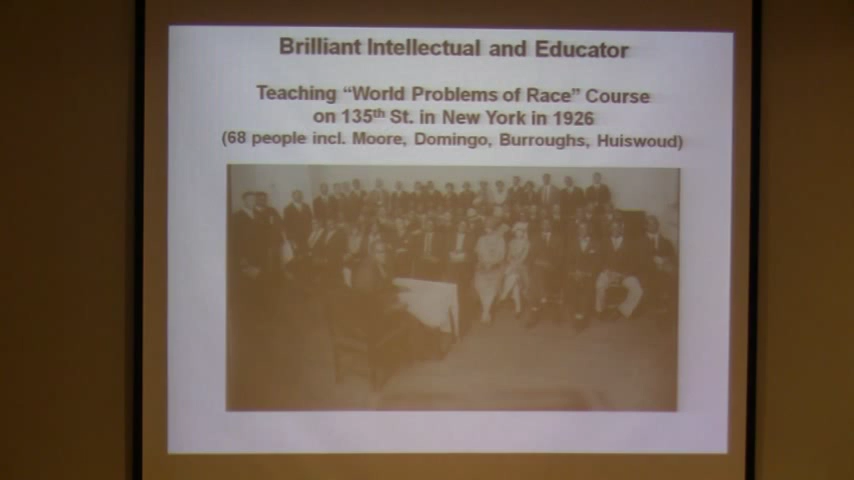 Brilliant Intellectual and Educator
Teaching “World Problems of Race” Course
on 135th St. in New York in 1926
(68 people incl. Moore, Domingo, Burroughs, Huiswoud)